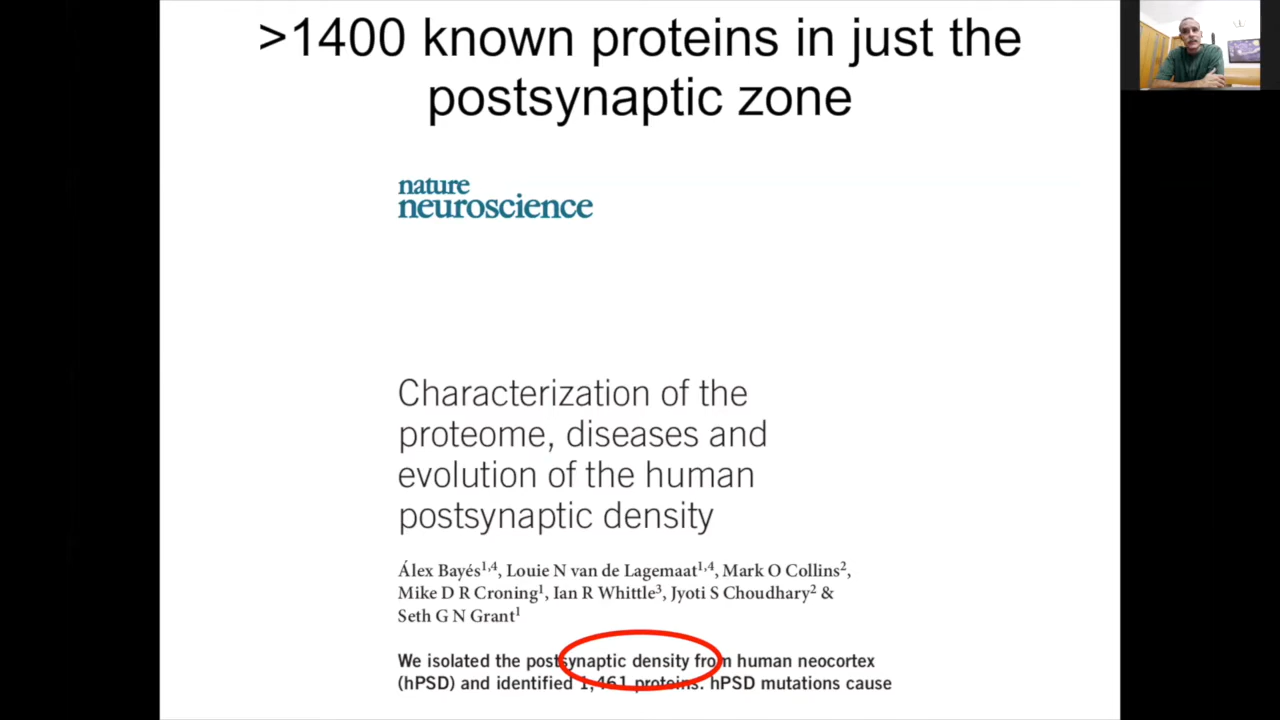 >1400 known proteins in just the
postsynaptic zone
nature
neuroscience
Characterization of the
proteome, diseases and
evolution of the human
postsynaptic density
Álex Bayés1,4, Louie N van de Lagemaat1,4, Mark O Collins2,
Mike D R Croning1, Ian R Whittle3, Jyoti S Choudhary2 &
Seth G N Grant1
We isolated the postsynaptic density from human neocortex
(hPSD) and identified 1,461 proteins. hPSD mutations cause